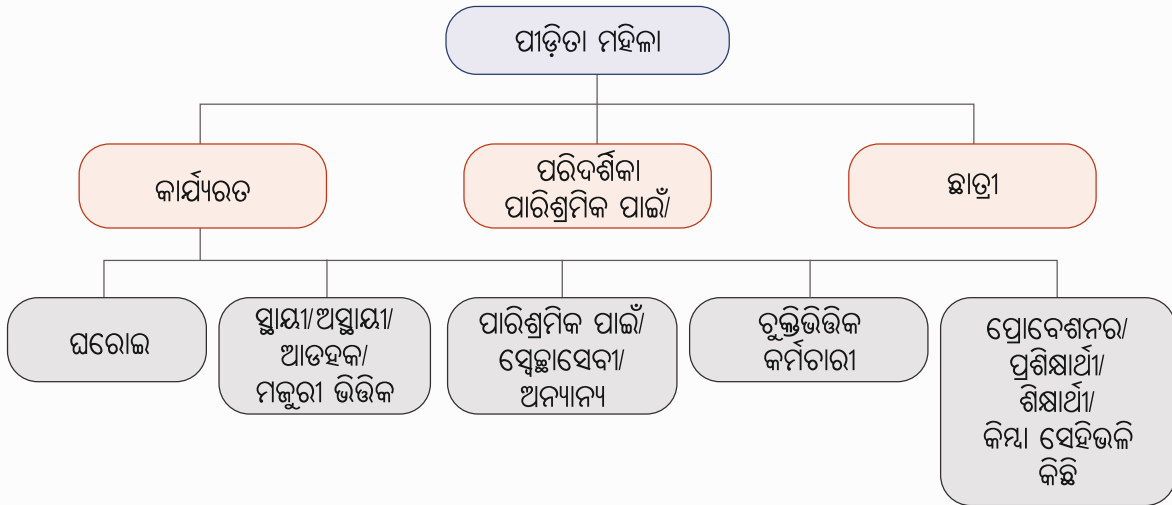 ପୀଡ଼ିତା ମହିଳା
କାର୍ଯ୍ୟରତ
ପରିଦର୍ଶିକା
ପାରିଶ୍ରମିକ ପାଇଁ/
ଛାତ୍ରୀ
ଘରୋଇ
ସ୍ଥାୟୀ/ଅସ୍ଥାୟୀ/
ଆଡହକ/
ମଜୁରୀ ଭିତ୍ତିକ
ପାରିଶ୍ରମିକ ପାଇଁ/
ସ୍ୱେଚ୍ଛାସେବୀ/
ଅନ୍ୟାନ୍ୟ
ଚୁକ୍ତିଭିତ୍ତିକ
କର୍ମଚାରୀ
ପ୍ରୋବେଶନର/
ପ୍ରଶିକ୍ଷାର୍ଥୀ/
ଶିକ୍ଷାର୍ଥୀ/
କିମ୍ବା ସେହିଭଳି
କିଛି